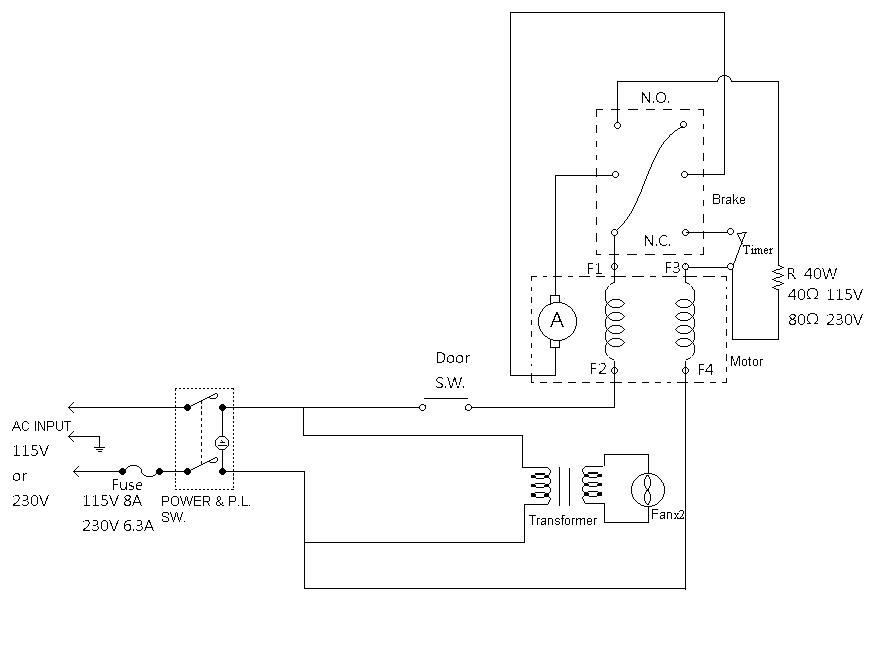 N.O.
Brake
N.C.
Timer
F1
F3
R 40W
40Ω 115V
80Ω 230V
A
F2
F4
Motor
Door
S.W.
AC INPUT
115V
or
230V
Fuse
115V 8A
230V 6.3A
POWER & P.L.
SW.
Transformer
Fanx2